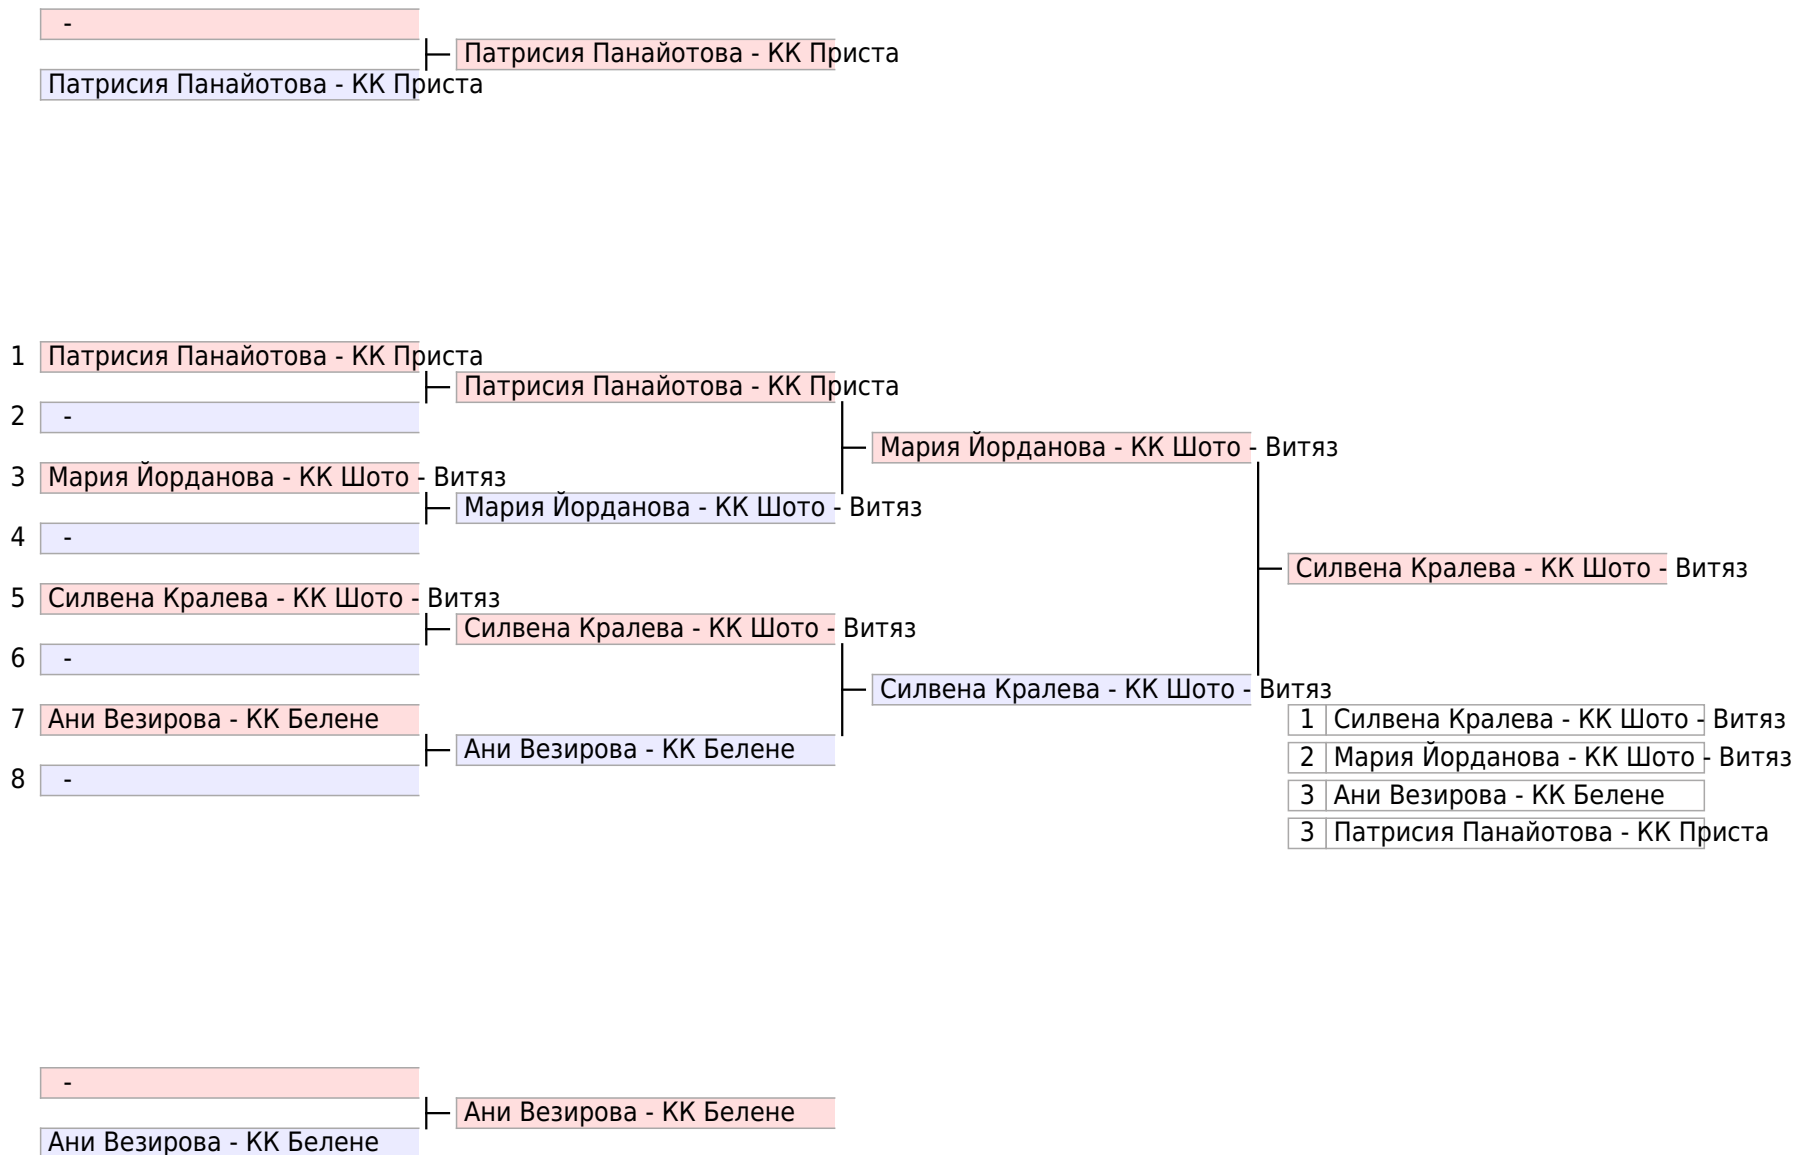 -
Патрисия Панайотова - КК Приста
Патрисия Панайотова - КК Приста
1 Патрисия Панайотова - КК Приста
Патрисия Панайотова - КК Приста
2 -
Мария Йорданова - КК Шото - Витяз
3 Мария Йорданова - КК Шото - Витяз
Мария Йорданова - КК Шото - Витяз
4 -
Силвена Кралева - КК Шото - Витяз
5 Силвена Кралева - КК Шото - Витяз
Силвена Кралева - КК Шото - Витяз
6 -
Силвена Кралева - КК Шото - Витяз
7 Ани Везирова - КК Белене
1 Силвена Кралева - КК Шото - Витяз
Ани Везирова - КК Белене
2 Мария Йорданова - КК Шото - Витяз
8 -
3 Ани Везирова - КК Белене
3 Патрисия Панайотова - КК Приста
-
Ани Везирова - КК Белене
Ани Везирова - КК Белене